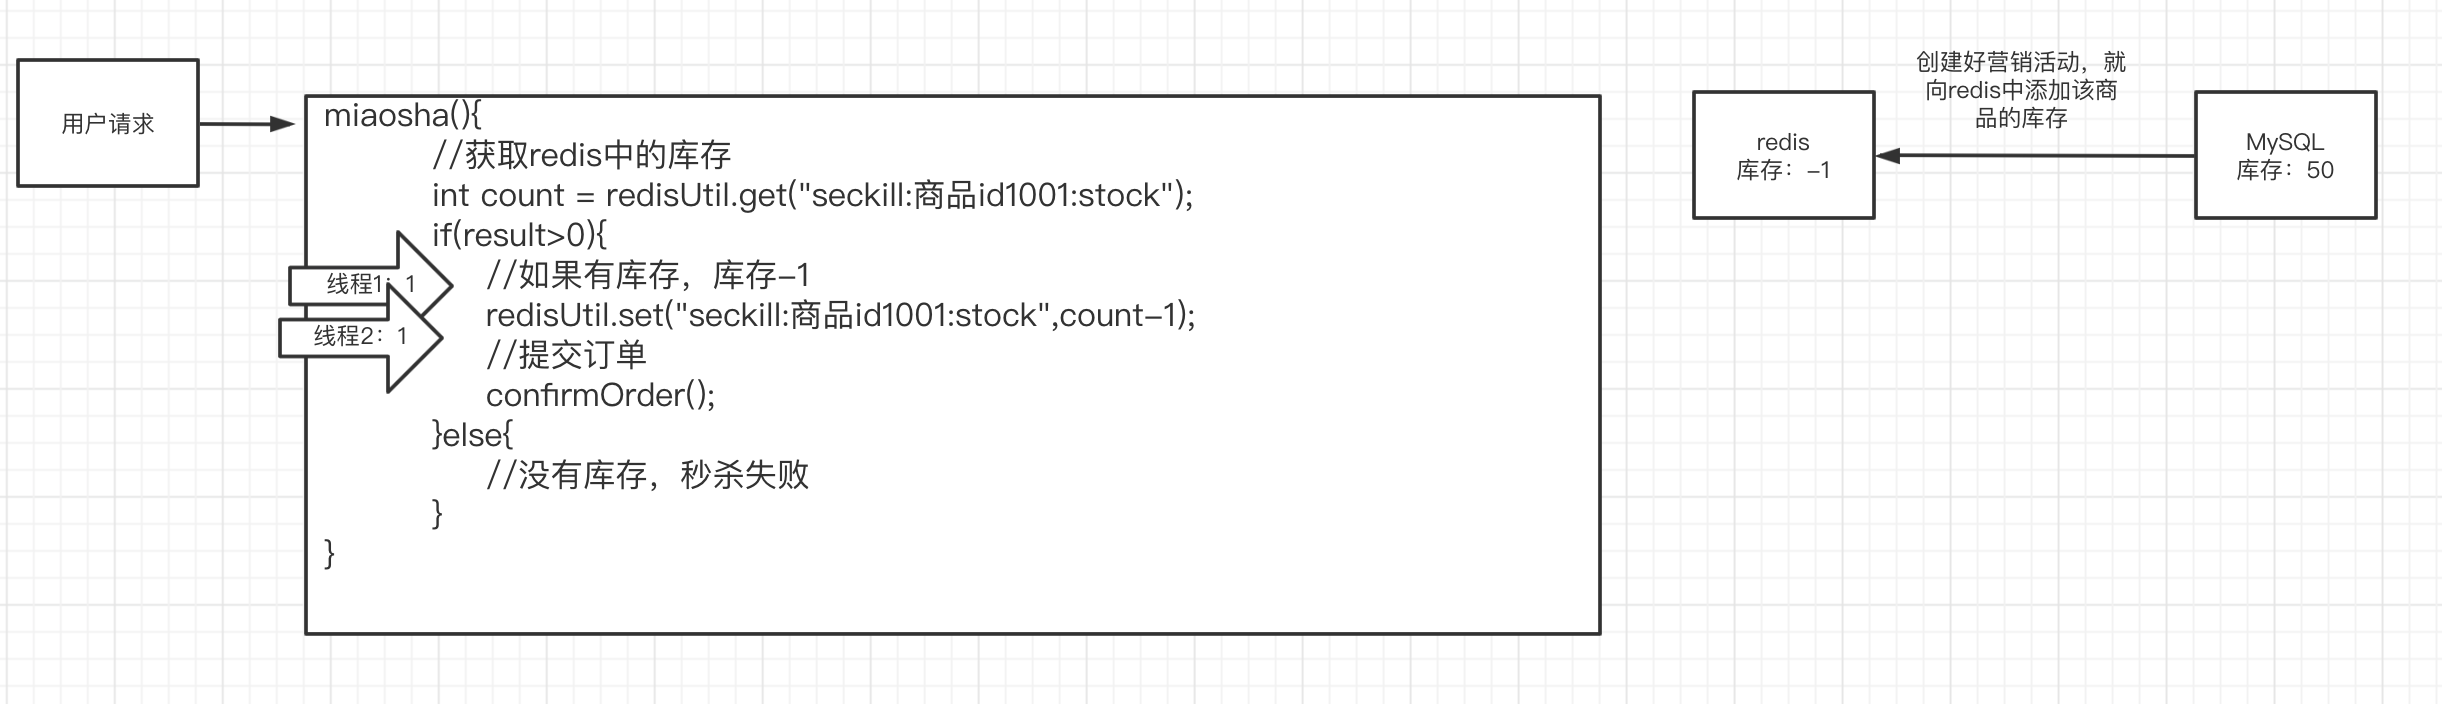 用户请求
miaosha(){
//获取redis中的库存
int count = redisUtil.get("seckill:商品id1001:stock");
if(result>0){
//如果有库存，库存-1
redisUtil.set("seckill:商品id1001:stock",count-1);
//提交订单
confirmOrder();
}else{
//没有库存，秒杀失败
}
}
线程1：1
线程2：1
redis
库存：-1
创建好营销活动，就
向redis中添加该商
品的库存
MySQL
库存：50